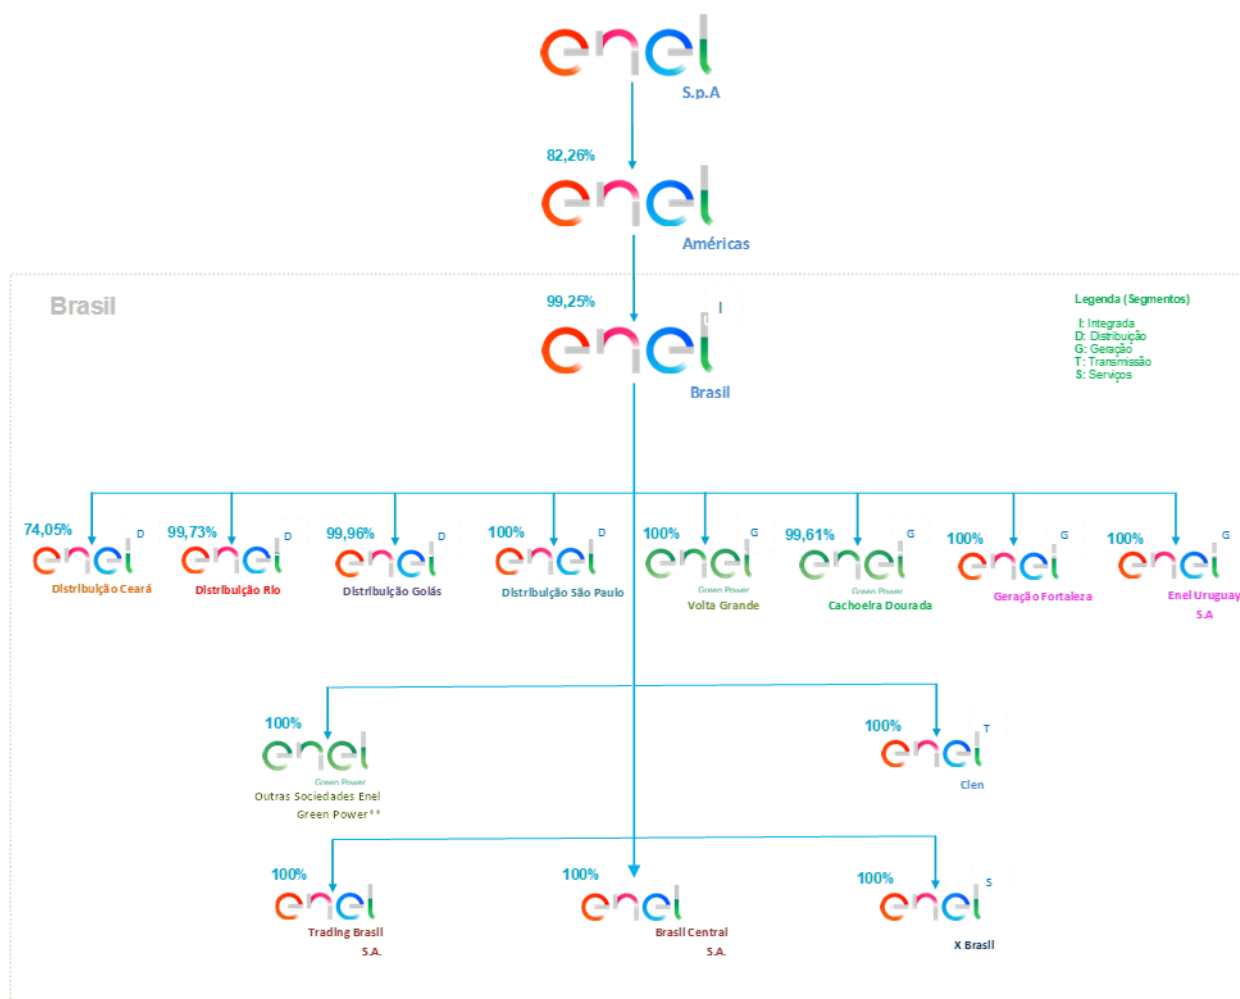 enel
S.p.A
82,26%
enel
Américas
Brasil
99,25%
I
enel
Brasil
Legenda (Segmentos)
I: Integrada
D: Distribuição
G: Geração
T: Transmissão
S: Serviços
74,05%
enel
D
Distribuição Ceará
99,73%
enel
D
Distribuição Rio
99,96%
enel
D
Distribuição Goiás
100%
enel
D
Distribuição São Paulo
100%
enel
G
Green Power
Volta Grande
99,61%
enel
G
Green Power
Cachoeira Dourada
100%
enel
G
Geração Fortaleza
100%
enel
G
Enel Uruguay
S.A
100%
enel
Green Power
Outras Sociedades Enel
Green Power**
100%
enel
T
Cien
100%
enel
Trading Brasil
S.A.
100%
enel
Brasil Central
S.A.
100%
enel
S
X Brasil